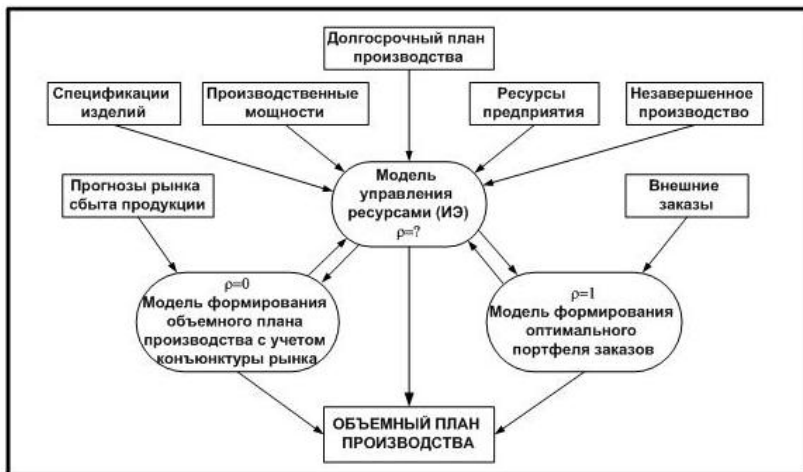 Долгосрочный план
производства
Спецификации
изделий
Производственные
мощности
Ресурсы
предприятия
Незавершенное
производство
Прогнозы рынка
сбыта продукции
Модель
управления
ресурсами (ИЭ)
ρ=?
Внешние
заказы
ρ=0
Модель формирования
объемного плана
производства с учетом
конъюнктуры рынка
ρ=1
Модель формирования
оптимального
портфеля заказов
ОБЪЕМНЫЙ ПЛАН
ПРОИЗВОДСТВА